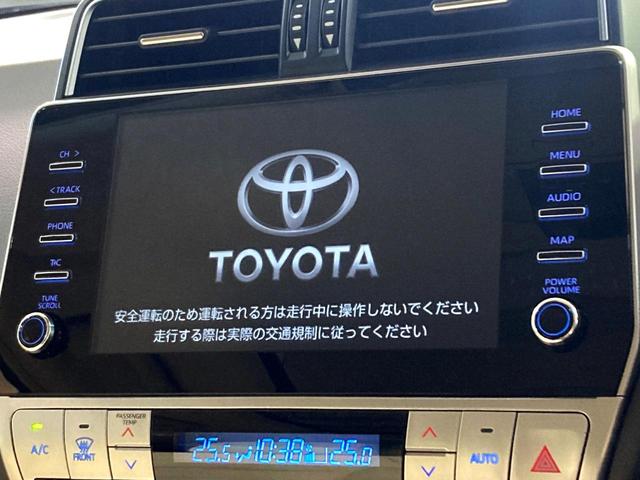 CH >
< TRACK
PHONE
T/C
TUNE
SCROLL
TOYOTA
安全運転のため運転される方は走行中に操作しないでください
走行する際は実際の交通規制に従ってください
HOME
MENU
AUDIO
MAP
POWER
VOLUME
A/C
FRONT
PASSENGER
TEMP
25.5
10:38
25.0
AUTO